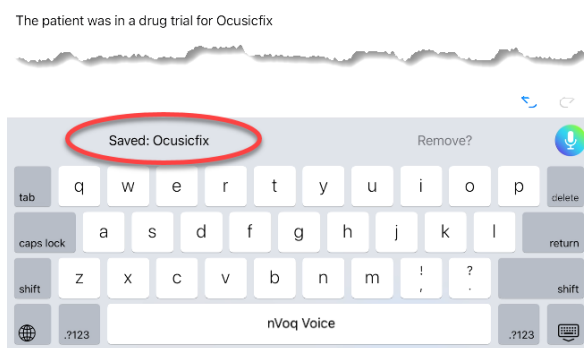 The patient was in a drug trial for Ocusicfix
Saved: Ocusicfix Remove?
tab q w e r t y u i o p delete
caps lock a s d f g h j k l return
shift z x c v b n m ! , ? . shift
.?123 nVoq Voice .?123